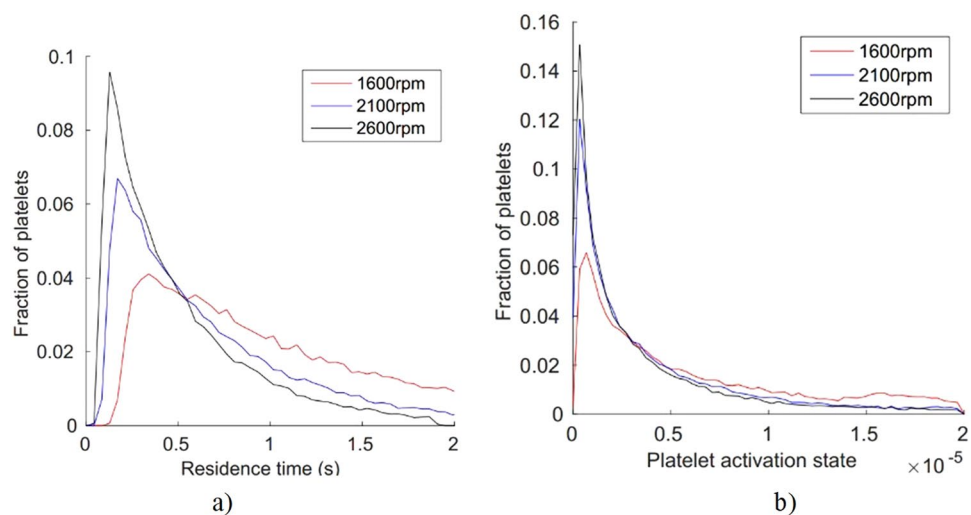 0.1
0.08
0.06
0.04
0.02
0
Fraction of platelets
0
0.5
1
1.5
2
Residence time (s)
1600rpm
2100rpm
2600rpm
a)
0.16
0.14
0.12
0.1
0.08
0.06
0.04
0.02
0
Fraction of platelets
0
0.5
1
1.5
2
Platelet activation state
×10 -5
1600rpm
2100rpm
2600rpm
b)